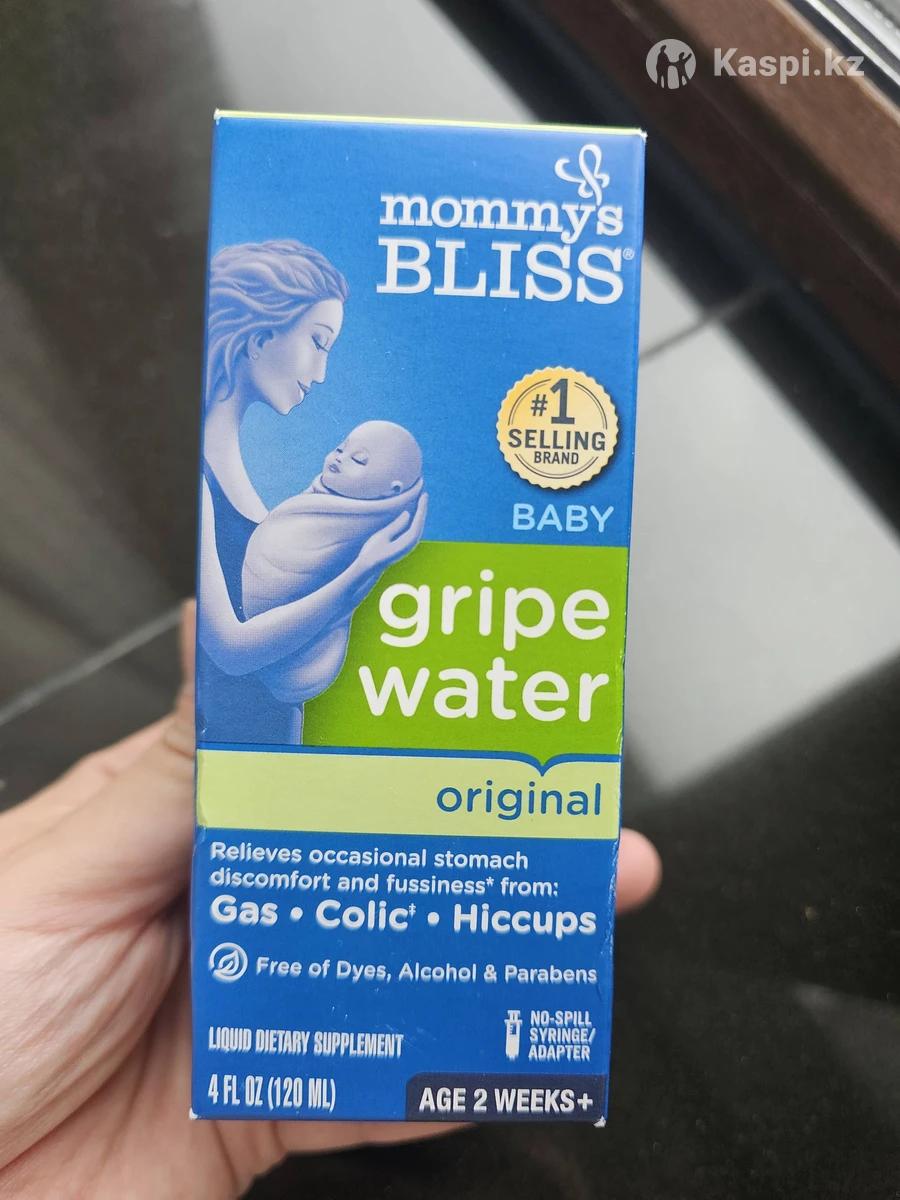 Kaspi.kz
mommy's
BLISS®
#1
SELLING
BRAND
BABY
gripe
water
original
Relieves occasional stomach
discomfort and fussiness* from:
Gas • Colic‡ • Hiccups
Free of Dyes, Alcohol & Parabens
LIQUID DIETARY SUPPLEMENT
NO-SPILL
SYRINGE/
ADAPTER
4 FL OZ (120 ML)
AGE 2 WEEKS+